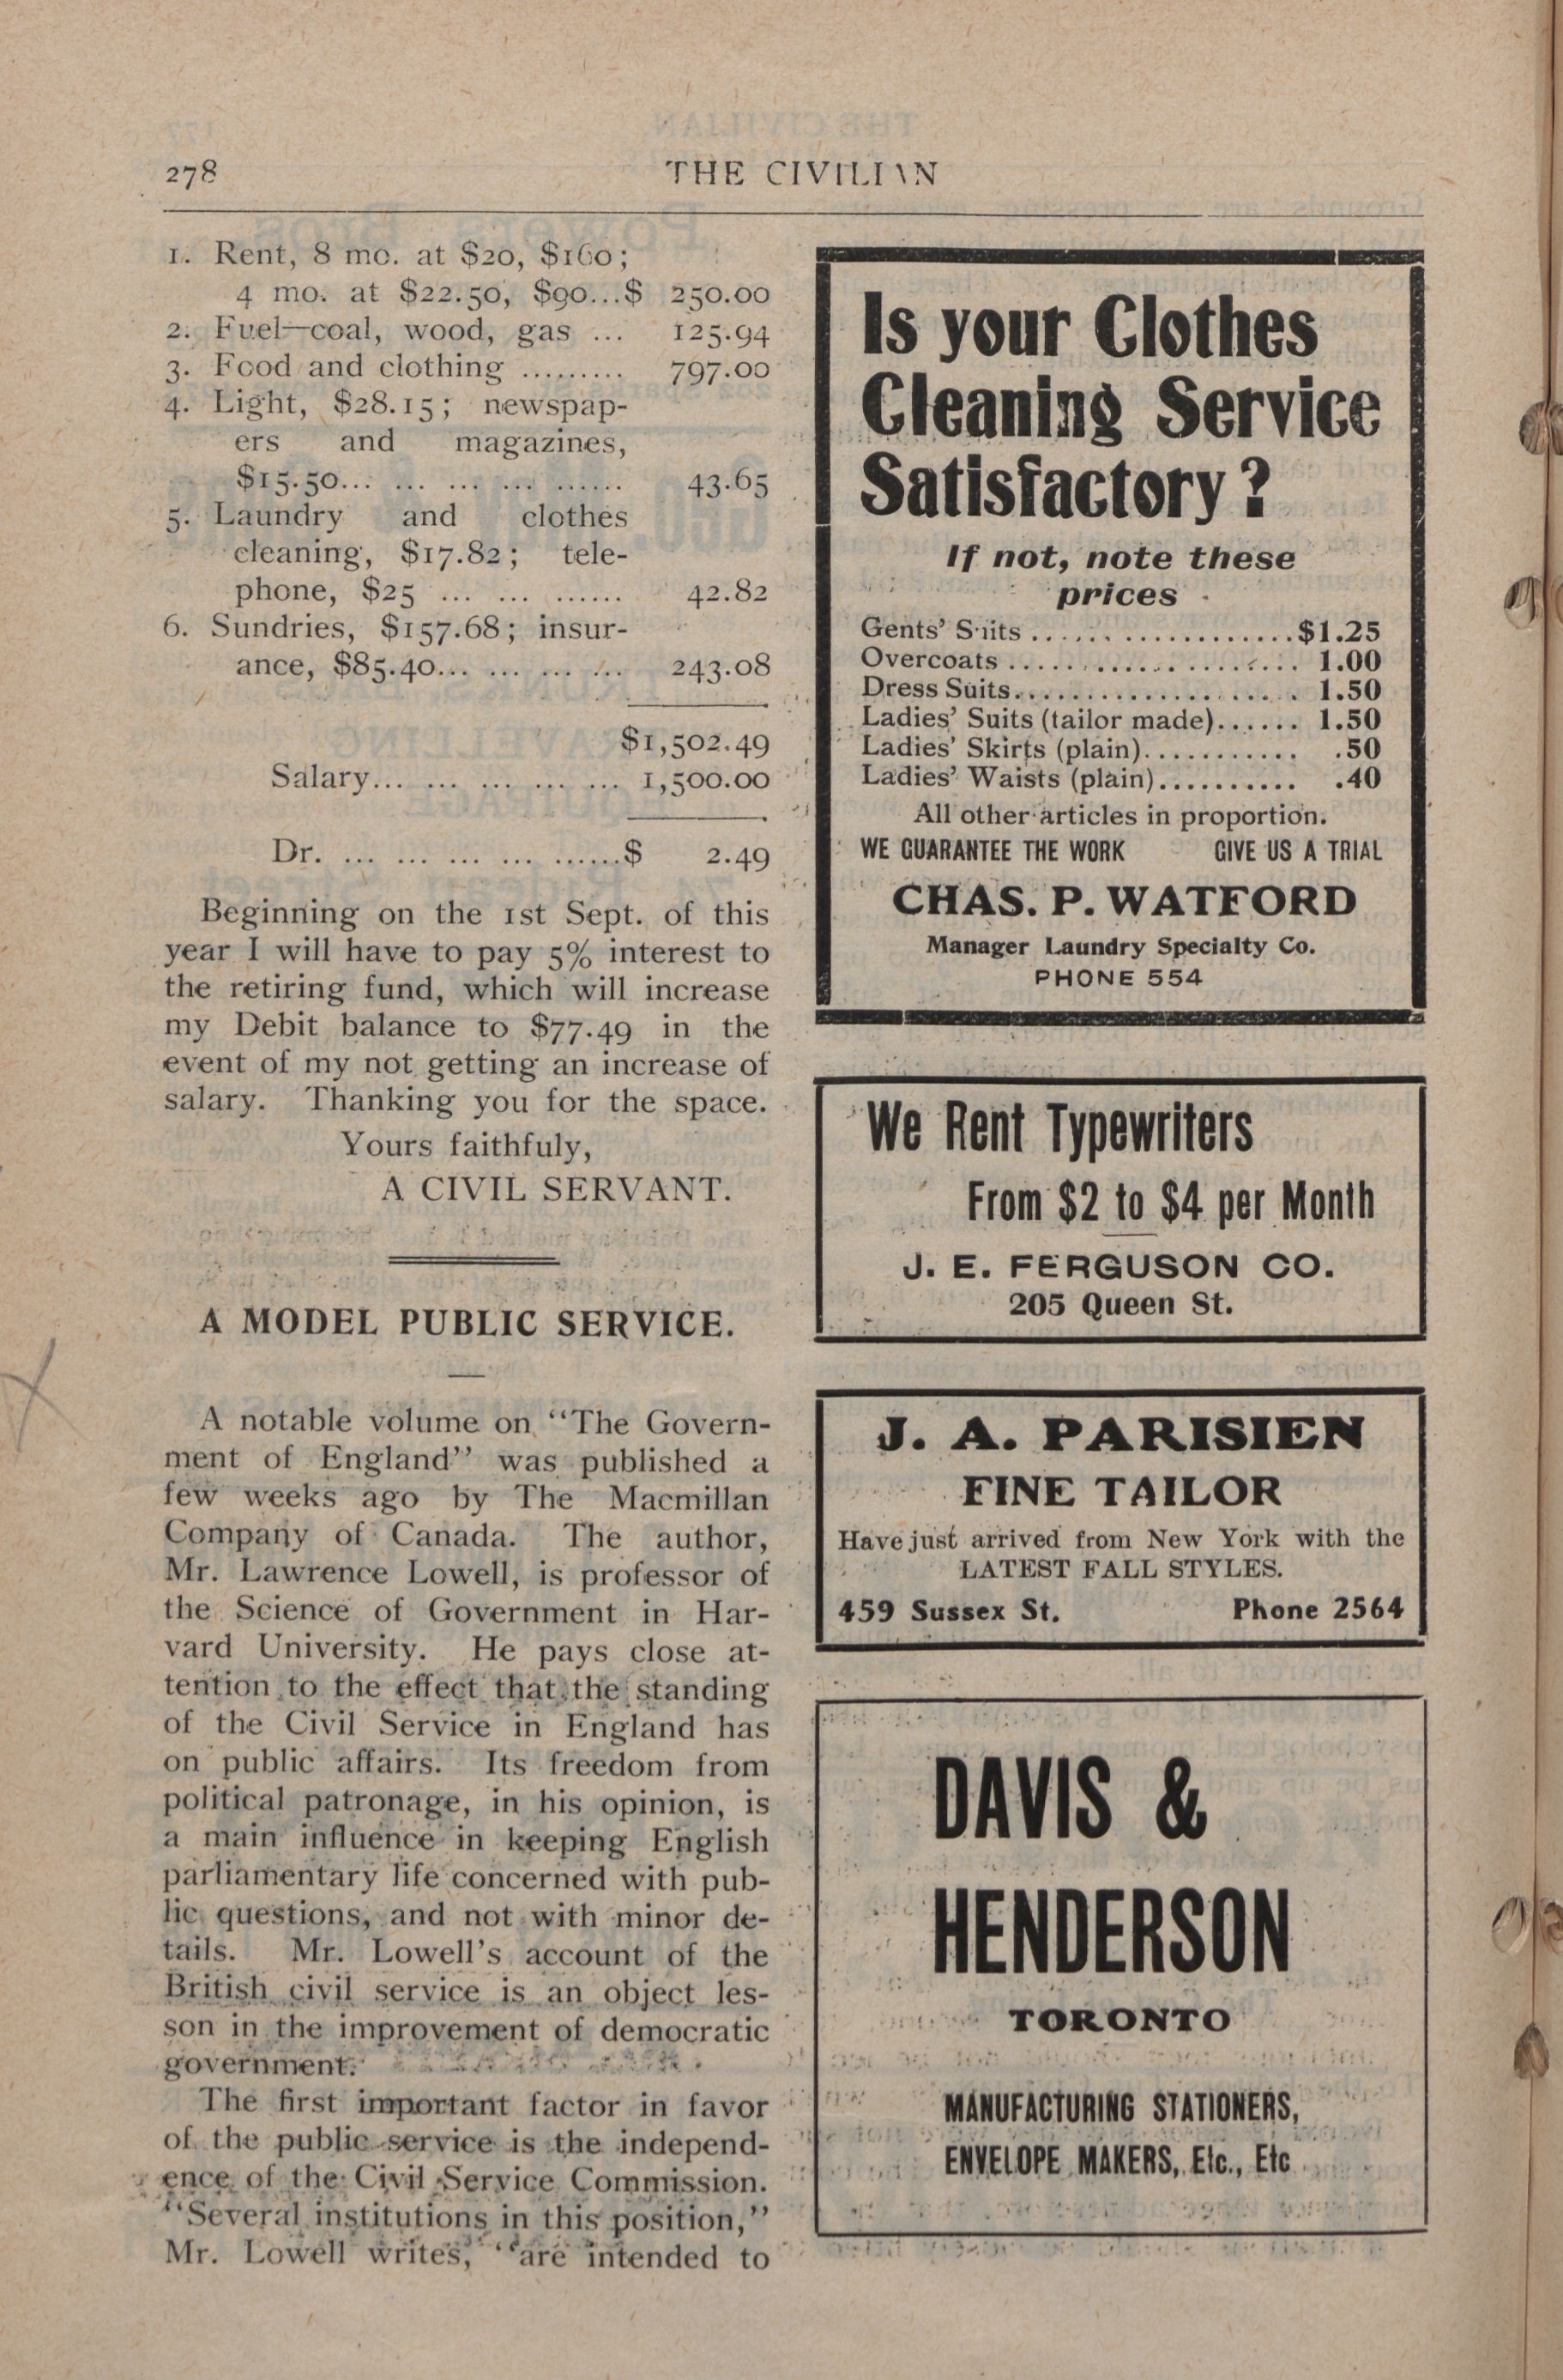 278
THE CIVILIAN
1. Rent, 8 mo. at $20, $160;
4 mo. at $22.50, $90...$ 250.00
2. Fuel—coal, wood, gas ... 125.94
3. Food and clothing ......... 797.00
4. Light, $28.15; newspap-
ers and magazines,
$15.50... ... ... ... ...... 43.65
5. Laundry and clothes
cleaning, $17.82; tele-
phone, $25 ... ... ...... 42.82
6. Sundries, $157.68; insur-
ance, $85.40... ... ... ... 243.08
$1,502.49
Salary... ... ... ... ... 1,500.00
Dr. ... ... ... ... ......$ 2.49
Beginning on the 1st Sept. of this
year I will have to pay 5% interest to
the retiring fund, which will increase
my Debit balance to $77.49 in the
event of my not getting an increase of
salary. Thanking you for the space.
Yours faithfuly,
A CIVIL SERVANT.
A MODEL PUBLIC SERVICE.
A notable volume on "The Govern-
ment of England" was published a
few weeks ago by The Macmillan
Company of Canada. The author,
Mr. Lawrence Lowell, is professor of
the Science of Government in Har-
vard University. He pays close at-
tention to the effect that the standing
of the Civil Service in England has
on public affairs. Its freedom from
political patronage, in his opinion, is
a main influence in keeping English
parliamentary life concerned with pub-
lic questions, and not with minor de-
tails. Mr. Lowell's account of the
British civil service is an object les-
son in the improvement of democratic
government.
The first important factor in favor
of the public service is the independ-
ence of the Civil Service Commission.
"Several institutions in this position,"
Mr. Lowell writes, "are intended to
Is your Clothes
Cleaning Service
Satisfactory?
If not, note these
prices
Gents' Suits ....................$1.25
Overcoats ...................... 1.00
Dress Suits..................... 1.50
Ladies' Suits (tailor made)...... 1.50
Ladies' Skirts (plain)........... .50
Ladies' Waists (plain).......... .40
All other articles in proportion.
WE GUARANTEE THE WORK GIVE US A TRIAL
CHAS. P. WATFORD
Manager Laundry Specialty Co.
PHONE 554
We Rent Typewriters
From $2 to $4 per Month
J. E. FERGUSON CO.
205 Queen St.
J. A. PARISIEN
FINE TAILOR
Have just arrived from New York with the
LATEST FALL STYLES.
459 Sussex St. Phone 2564
DAVIS &
HENDERSON
TORONTO
MANUFACTURING STATIONERS,
ENVELOPE MAKERS, Etc., Etc